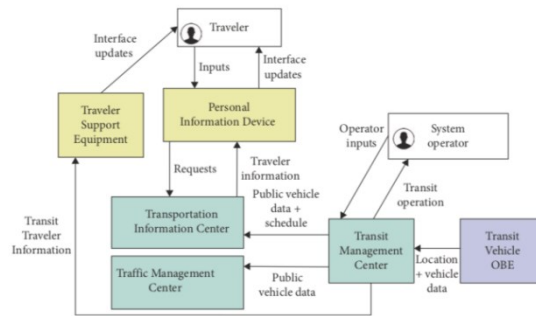 Traveler
Interface
updates
Inputs
Interface
updates
Traveler
Support
Equipment
Personal
Information Device
Operator
inputs
System
operator
Requests
Traveler
information
Transit
operation
Transit
Traveler
Information
Transportation
Information Center
Public vehicle
data +
schedule
Transit
Management
Center
Transit
Vehicle
OBE
Traffic Management
Center
Public
vehicle data
Location
+ vehicle
data